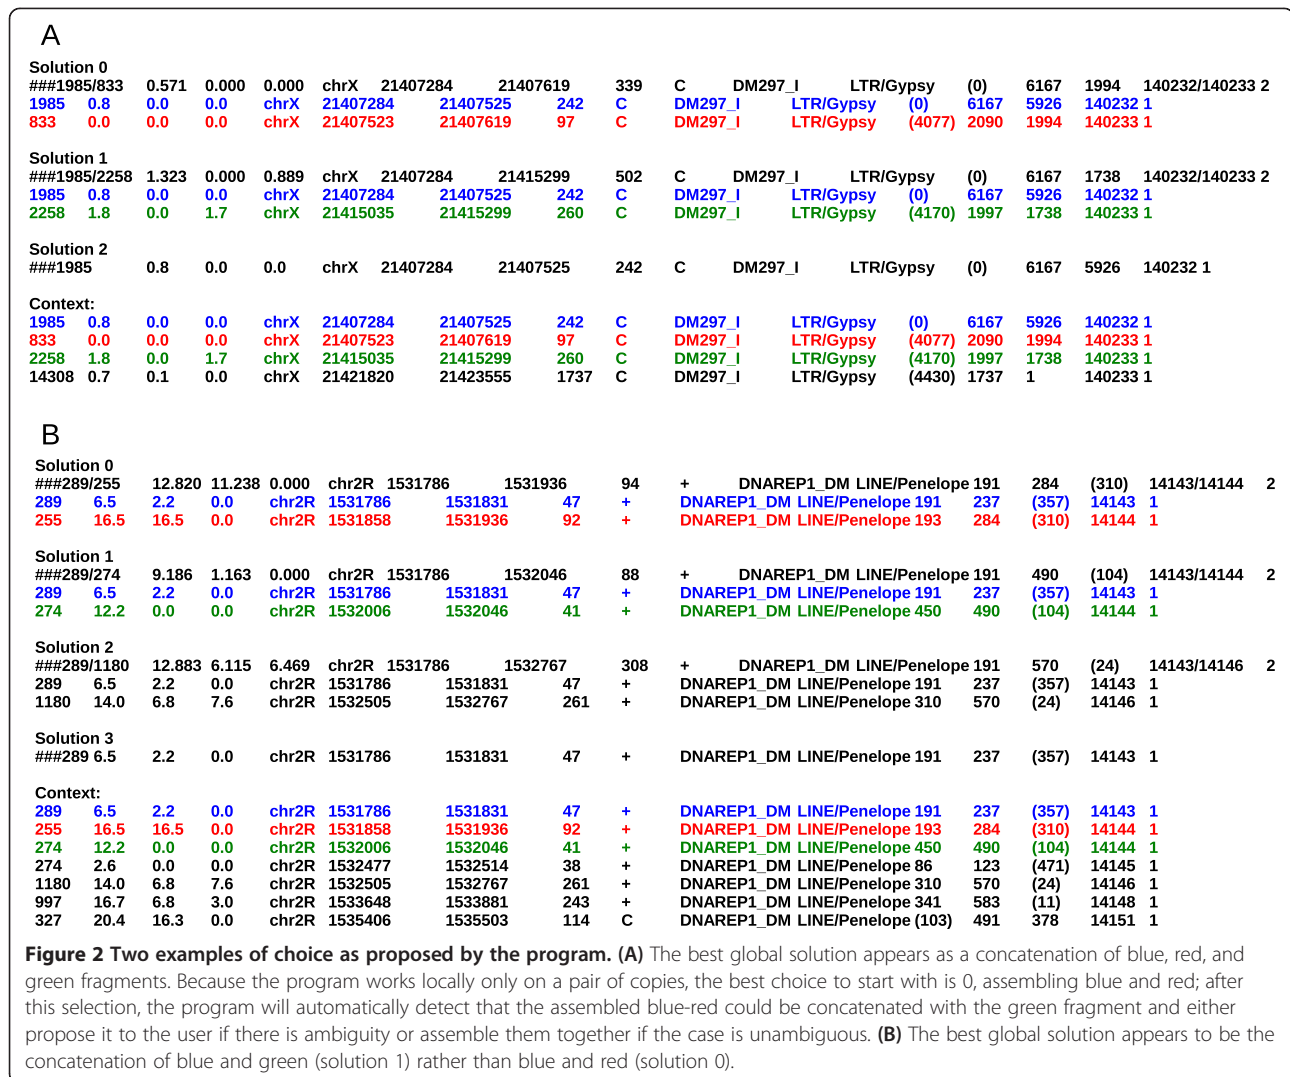 A
Solution 0
###1985/833 0.571 0.000 0.000 chrX 21407284 21407619 339 C DM297_I LTR/Gypsy (0) 6167 1994 140232/140233 2
1985 0.8 0.0 0.0 chrX 21407284 21407525 242 C DM297_I LTR/Gypsy (0) 6167 5926 140232 1
833 0.0 0.0 0.0 chrX 21407523 21407619 97 C DM297_I LTR/Gypsy (4077) 2090 1994 140233 1
Solution 1
###1985/2258 1.323 0.000 0.889 chrX 21407284 21415299 502 C DM297_I LTR/Gypsy (0) 6167 1738 140232/140233 2
1985 0.8 0.0 0.0 chrX 21407284 21407525 242 C DM297_I LTR/Gypsy (0) 6167 5926 140232 1
2258 1.8 0.0 1.7 chrX 21415035 21415299 260 C DM297_I LTR/Gypsy (4170) 1997 1738 140233 1
Solution 2
###1985 0.8 0.0 0.0 chrX 21407284 21407525 242 C DM297_I LTR/Gypsy (0) 6167 5926 140232 1
Context:
1985 0.8 0.0 0.0 chrX 21407284 21407525 242 C DM297_I LTR/Gypsy (0) 6167 5926 140232 1
833 0.0 0.0 0.0 chrX 21407523 21407619 97 C DM297_I LTR/Gypsy (4077) 2090 1994 140233 1
2258 1.8 0.0 1.7 chrX 21415035 21415299 260 C DM297_I LTR/Gypsy (4170) 1997 1738 140233 1
14308 0.7 0.1 0.0 chrX 21421820 21423555 1737 C DM297_I LTR/Gypsy (4430) 1737 1 140233 1
B
Solution 0
###289/255 12.820 11.238 0.000 chr2R 1531786 1531936 94 + DNAREP1_DM LINE/Penelope 191 284 (310) 14143/14144 2
289 6.5 2.2 0.0 chr2R 1531786 1531831 47 + DNAREP1_DM LINE/Penelope 191 237 (357) 14143 1
255 16.5 16.5 0.0 chr2R 1531858 1531936 92 + DNAREP1_DM LINE/Penelope 193 284 (310) 14144 1
Solution 1
###289/274 9.186 1.163 0.000 chr2R 1531786 1532046 88 + DNAREP1_DM LINE/Penelope 191 490 (104) 14143/14144 2
289 6.5 2.2 0.0 chr2R 1531786 1531831 47 + DNAREP1_DM LINE/Penelope 191 237 (357) 14143 1
274 12.2 0.0 0.0 chr2R 1532006 1532046 41 + DNAREP1_DM LINE/Penelope 450 490 (104) 14144 1
Solution 2
###289/1180 12.883 6.115 6.469 chr2R 1531786 1532767 308 + DNAREP1_DM LINE/Penelope 191 570 (24) 14143/14146 2
289 6.5 2.2 0.0 chr2R 1531786 1531831 47 + DNAREP1_DM LINE/Penelope 191 237 (357) 14143 1
1180 14.0 6.8 7.6 chr2R 1532505 1532767 261 + DNAREP1_DM LINE/Penelope 310 570 (24) 14146 1
Solution 3
###289 6.5 2.2 0.0 chr2R 1531786 1531831 47 + DNAREP1_DM LINE/Penelope 191 237 (357) 14143 1
Context:
289 6.5 2.2 0.0 chr2R 1531786 1531831 47 + DNAREP1_DM LINE/Penelope 191 237 (357) 14143 1
255 16.5 16.5 0.0 chr2R 1531858 1531936 92 + DNAREP1_DM LINE/Penelope 193 284 (310) 14144 1
274 12.2 0.0 0.0 chr2R 1532006 1532046 41 + DNAREP1_DM LINE/Penelope 450 490 (104) 14144 1
274 2.6 0.0 0.0 chr2R 1532477 1532514 38 + DNAREP1_DM LINE/Penelope 86 123 (471) 14145 1
1180 14.0 6.8 7.6 chr2R 1532505 1532767 261 + DNAREP1_DM LINE/Penelope 310 570 (24) 14146 1
997 16.7 6.8 3.0 chr2R 1533648 1533881 243 + DNAREP1_DM LINE/Penelope 341 583 (11) 14148 1
327 20.4 16.3 0.0 chr2R 1535406 1535503 114 C DNAREP1_DM LINE/Penelope (103) 491 378 14151 1
Figure 2 Two examples of choice as proposed by the program. (A) The best global solution appears as a concatenation of blue, red, and
green fragments. Because the program works locally only on a pair of copies, the best choice to start with is 0, assembling blue and red; after
this selection, the program will automatically detect that the assembled blue-red could be concatenated with the green fragment and either
propose it to the user if there is ambiguity or assemble them together if the case is unambiguous. (B) The best global solution appears to be the
concatenation of blue and green (solution 1) rather than blue and red (solution 0).